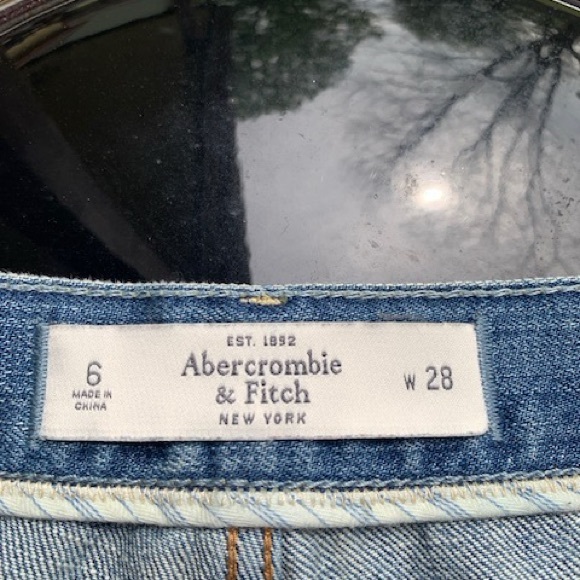 6
MADE IN
CHINA
EST. 1892
Abercrombie
& Fitch
NEW YORK
W 28